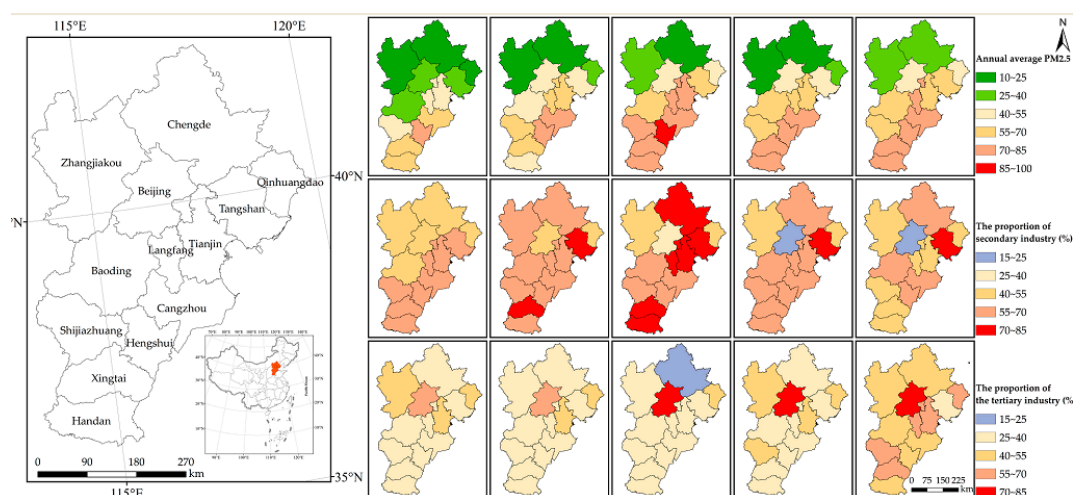 115°E
120°E
Chengde
Zhangjiakou
Beijing
Qinhuangdao
40°N
Tangshan
Langfang
Tianjin
Baoding
Cangzhou
Shijiazhuang
Hengshui
Xingtai
Handan
0 90 180 270
km
115°E
35°N
N
Annual average PM2.5
10~25
25~40
40~55
55~70
70~85
85~100
The proportion of
secondary industry (%)
15~25
25~40
40~55
55~70
70~85
The proportion of
the tertiary industry (%
15~25
25~40
40~55
55~70
70~85
0 75 150 225
km